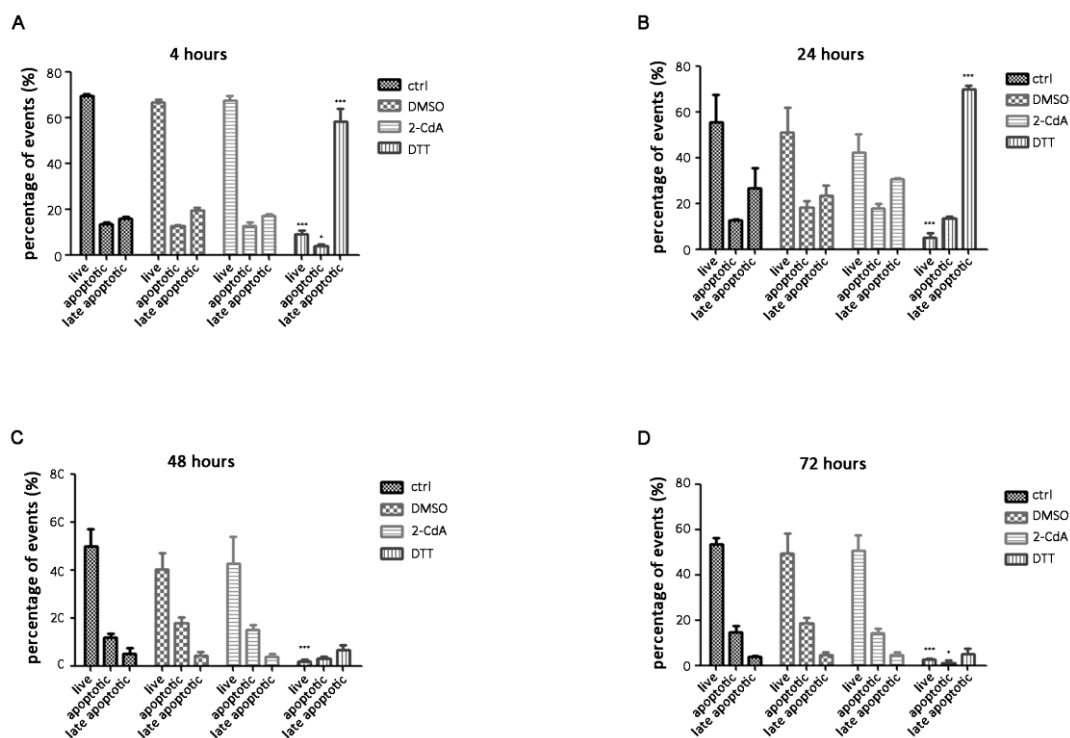 A
4 hours
percentage of events (%)
80
60
40
20
0
live
apoptotic
late apoptotic
live
apoptotic
late apoptotic
live
apoptotic
late apoptotic
live
apoptotic
late apoptotic
***
*
***
ctrl
DMSO
2-CdA
DTT
B
24 hours
percentage of events (%)
80
60
40
20
0
live
apoptotic
late apoptotic
live
apoptotic
late apoptotic
live
apoptotic
late apoptotic
live
apoptotic
late apoptotic
***
***
ctrl
DMSO
2-CdA
DTT
C
48 hours
percentage of events (%)
8C
6C
4C
2C
C
live
apoptotic
late apoptotic
live
apoptotic
late apoptotic
live
apoptotic
late apoptotic
live
apoptotic
late apoptotic
***
ctrl
DMSO
2-CdA
DTT
D
72 hours
percentage of events (%)
80
60
40
20
0
live
apoptotic
late apoptotic
live
apoptotic
late apoptotic
live
apoptotic
late apoptotic
live
apoptotic
late apoptotic
***
*
ctrl
DMSO
2-CdA
DTT